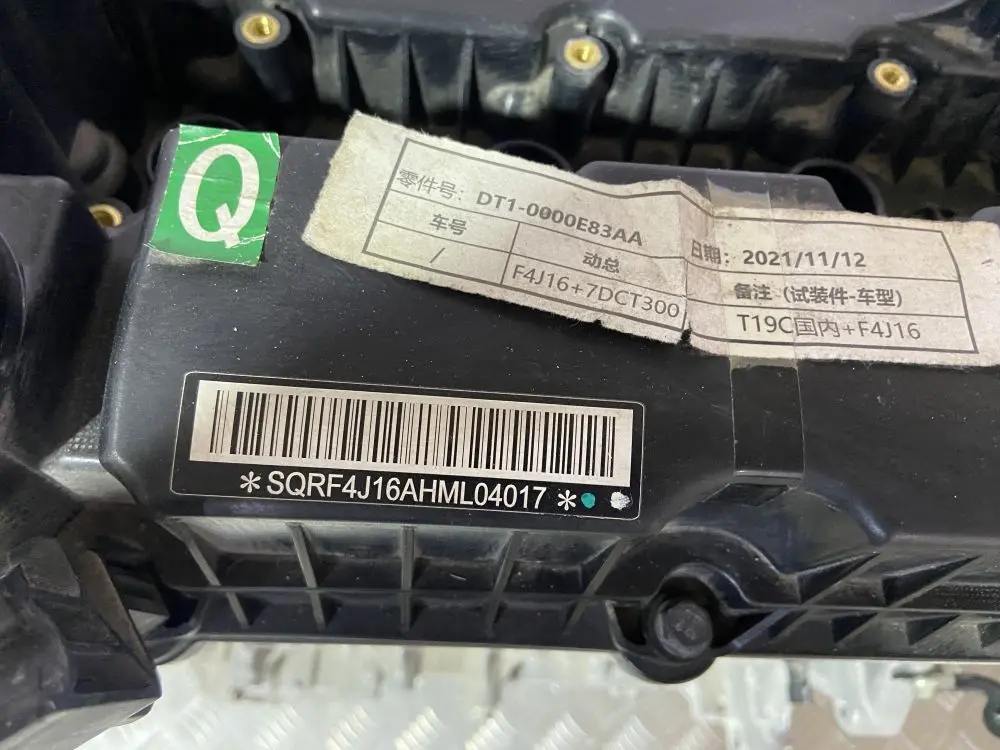 Q
零件号: DT1-0000E83AA
日期: 2021/11/12
车号 动总 备注 (试装件-车型)
/ F4J16+7DCT300 T19C国内+F4J16
*SQRF4J16AHML04017*